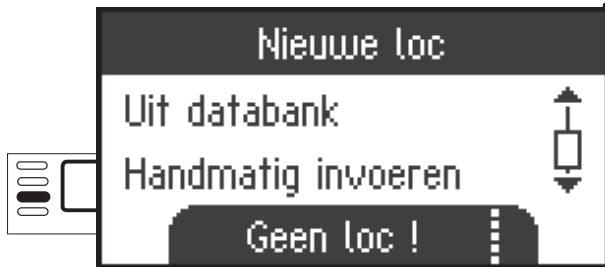 Nieuwe loc
Uit databank
Handmatig invoeren
Geen loc !